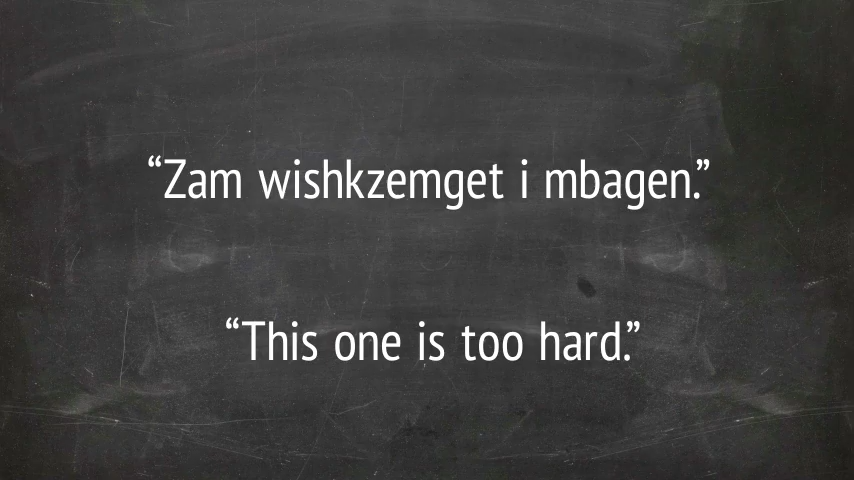 “Zam wishkzemget i mbagen.”
“This one is too hard.”